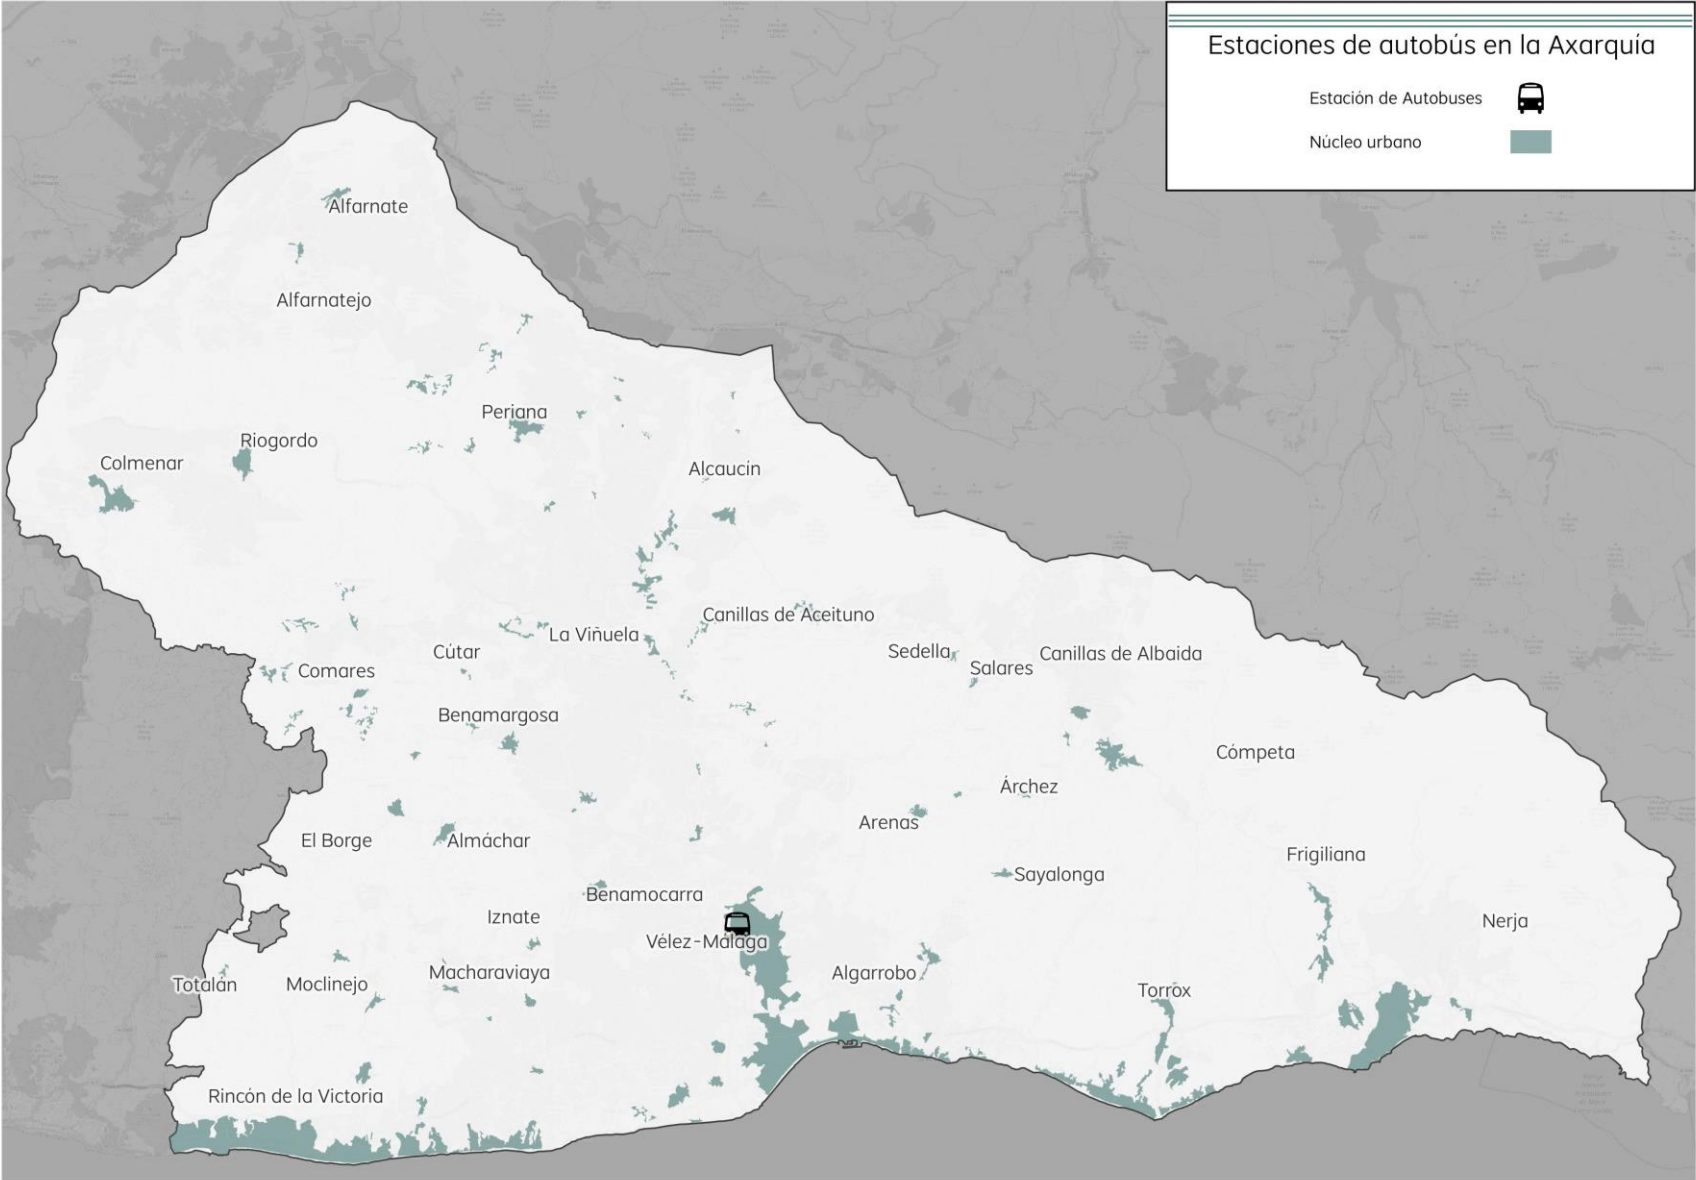 Estaciones de autobús en la Axarquía
Estación de Autobuses
Núcleo urbano
Alfarnate
Alfarnatejo
Periana
Riogordo
Colmenar
Alcaucín
Canillas de Aceituno
La Viñuela
Cútar
Sedella
Canillas de Albaida
Salares
Comares
Benamargosa
Cómpeta
Árchez
Arenas
El Borge
Almáchar
Frigiliana
Sayalonga
Benamocarra
Iznate
Nerja
Vélez-Málaga
Macharaviaya
Algarrobo
Totalán
Moclinejo
Torrox
Rincón de la Victoria